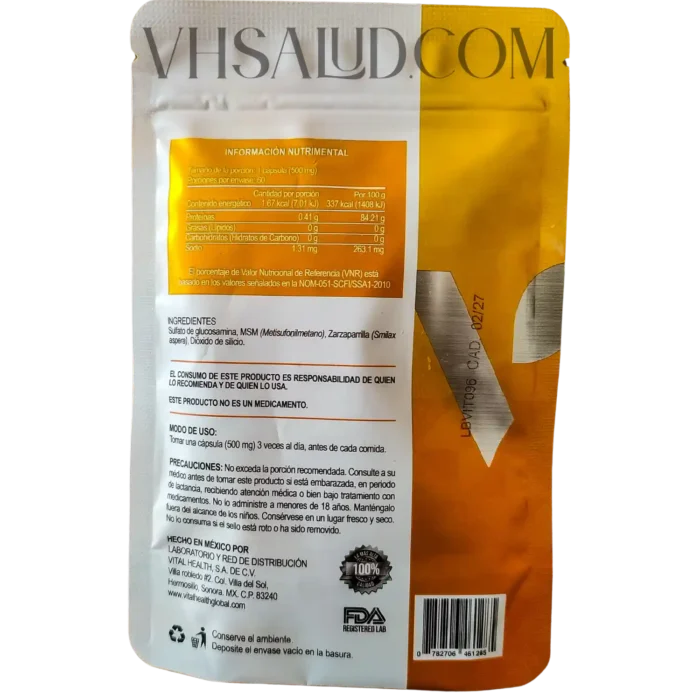 VHSALUD.COM
INFORMACIÓN NUTRIMENTAL
Tamaño de la porción: 1 cápsula (500 mg)
Porciones por envase: 60
Cantidad por porción Por 100 g
Contenido energético 1.67 kcal (7.01 kJ) 337 kcal (1408 kJ)
Proteínas 0.41 g 84.21 g
Grasas (Lípidos) 0 g 0 g
Carbohidratos (Hidratos de Carbono) 0 g 0 g
Sodio 1.31 mg 263.1 mg
El porcentaje de Valor Nutricional de Referencia (VNR) está
basado en los valores señalados en la NOM-051-SCFI/SSA1-2010
INGREDIENTES
Sulfato de glucosamina, MSM (Metilsulfonilmetano), Zarzaparrilla (Smilax
aspera), Dióxido de silicio.
EL CONSUMO DE ESTE PRODUCTO ES RESPONSABILIDAD DE QUIEN
LO RECOMIENDA Y DE QUIEN LO USA.
ESTE PRODUCTO NO ES UN MEDICAMENTO.
MODO DE USO:
Tomar una cápsula (500 mg) 3 veces al día, antes de cada comida.
PRECAUCIONES: No exceda la porción recomendada. Consulte a su
médico antes de tomar este producto si está embarazada, en periodo
de lactancia, recibiendo atención médica o bien bajo tratamiento con
medicamentos. No lo administre a menores de 18 años. Manténgalo
fuera del alcance de los niños. Consérvese en un lugar fresco y seco.
No lo consuma si el sello está roto o ha sido removido.
HECHO EN MÉXICO POR
LABORATORIO Y RED DE DISTRIBUCIÓN
VITAL HEALTH, S.A. DE C.V.
Villa robledo #2. Col. Villa del Sol,
Hermosillo, Sonora. MX. C.P. 83240
www.vitalhealthglobal.com
100%
FDA
REGISTERED LAB
Conserve el ambiente
Deposite el envase vacío en la basura.
LBVIT096 CAD. 02/27
0 782706 461265